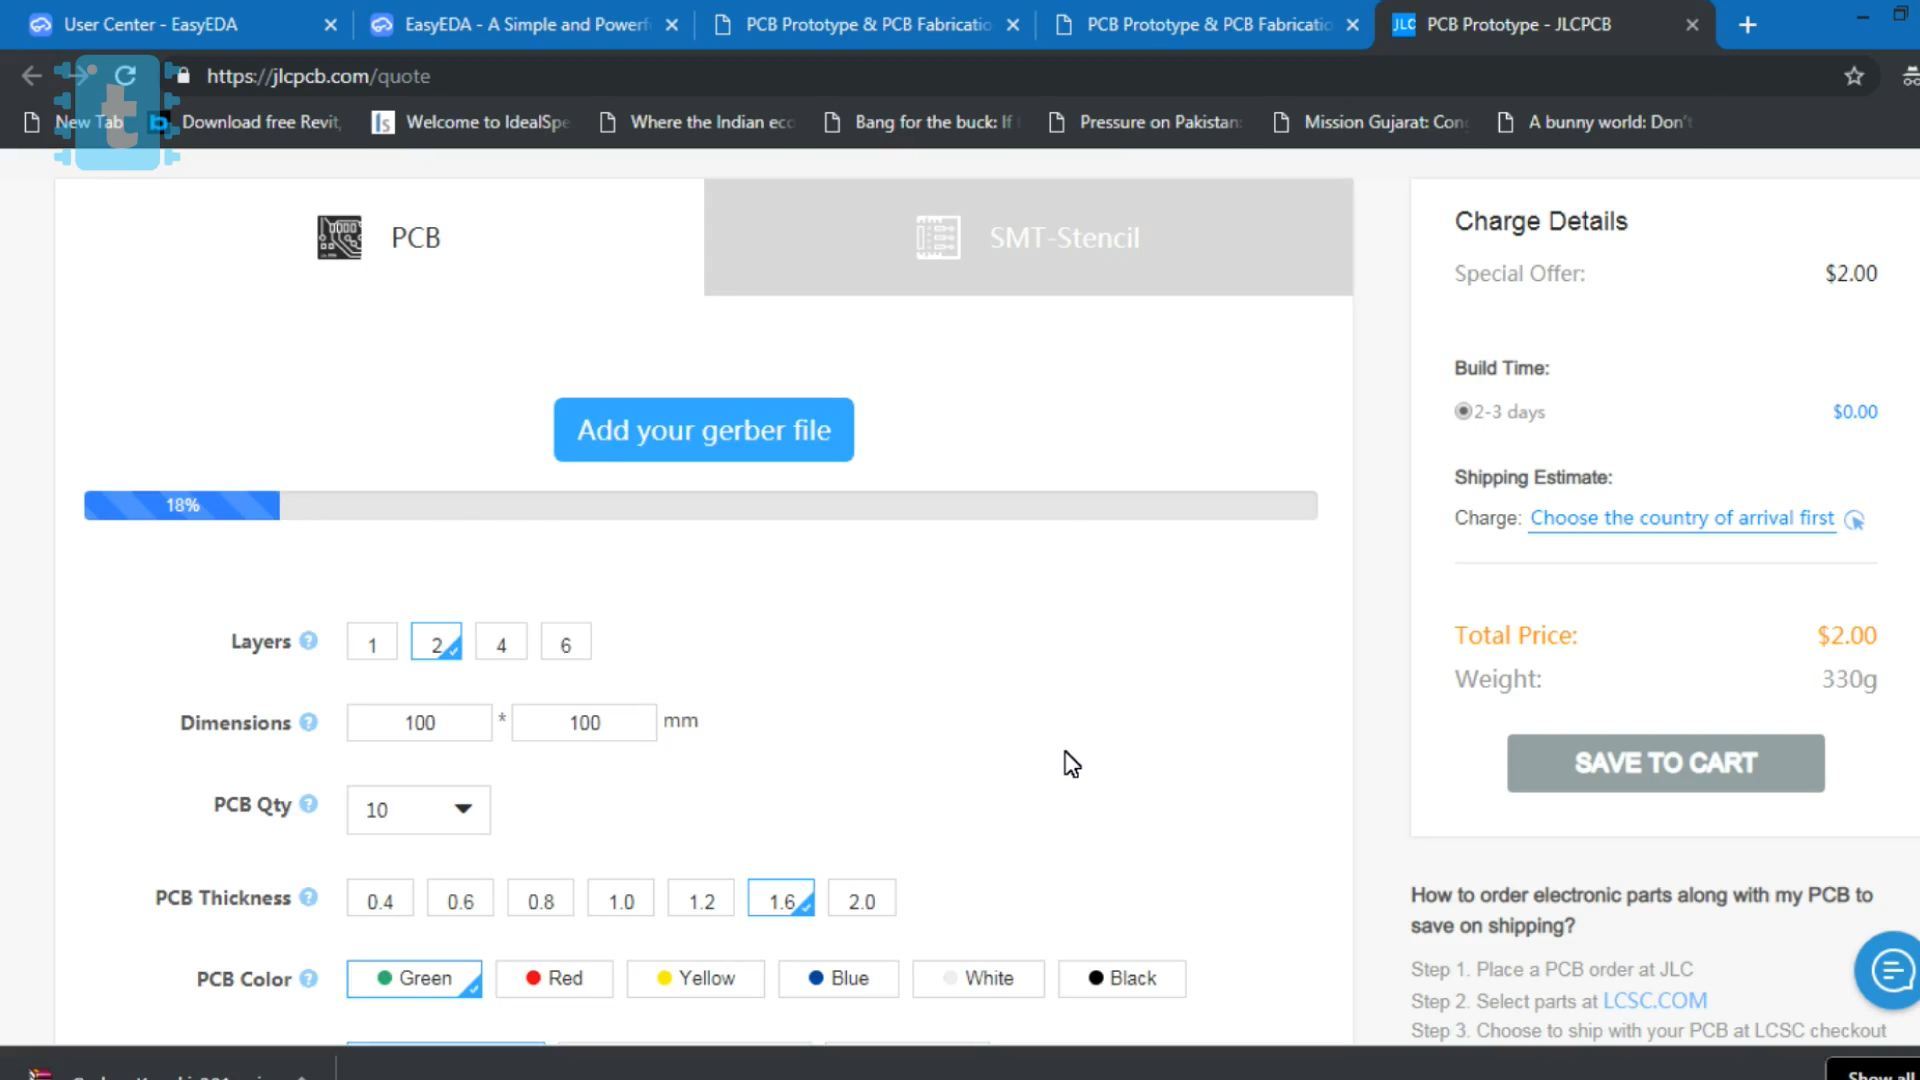 User Center - EasyEDA
EasyEDA - A Simple and Powerf
PCB Prototype & PCB Fabricatio
PCB Prototype & PCB Fabricatio
JLC PCB Prototype - JLCPCB
https://jlcpcb.com/quote
New Tab
Download free Revit,
Welcome to IdealSpe
Where the Indian eco
Bang for the buck: If
Pressure on Pakistan:
Mission Gujarat: Con
A bunny world: Don't
t
PCB
SMT-Stencil
Add your gerber file
18%
Layers 1 2 4 6
Dimensions 100 * 100 mm
PCB Qty 10
PCB Thickness 0.4 0.6 0.8 1.0 1.2 1.6 2.0
PCB Color Green Red Yellow Blue White Black
Charge Details
Special Offer: $2.00
Build Time:
2-3 days $0.00
Shipping Estimate:
Charge: Choose the country of arrival first
Total Price: $2.00
Weight: 330g
SAVE TO CART
How to order electronic parts along with my PCB to
save on shipping?
Step 1. Place a PCB order at JLC
Step 2. Select parts at LCSC.COM
Step 3. Choose to ship with your PCB at LCSC checkout
Show all